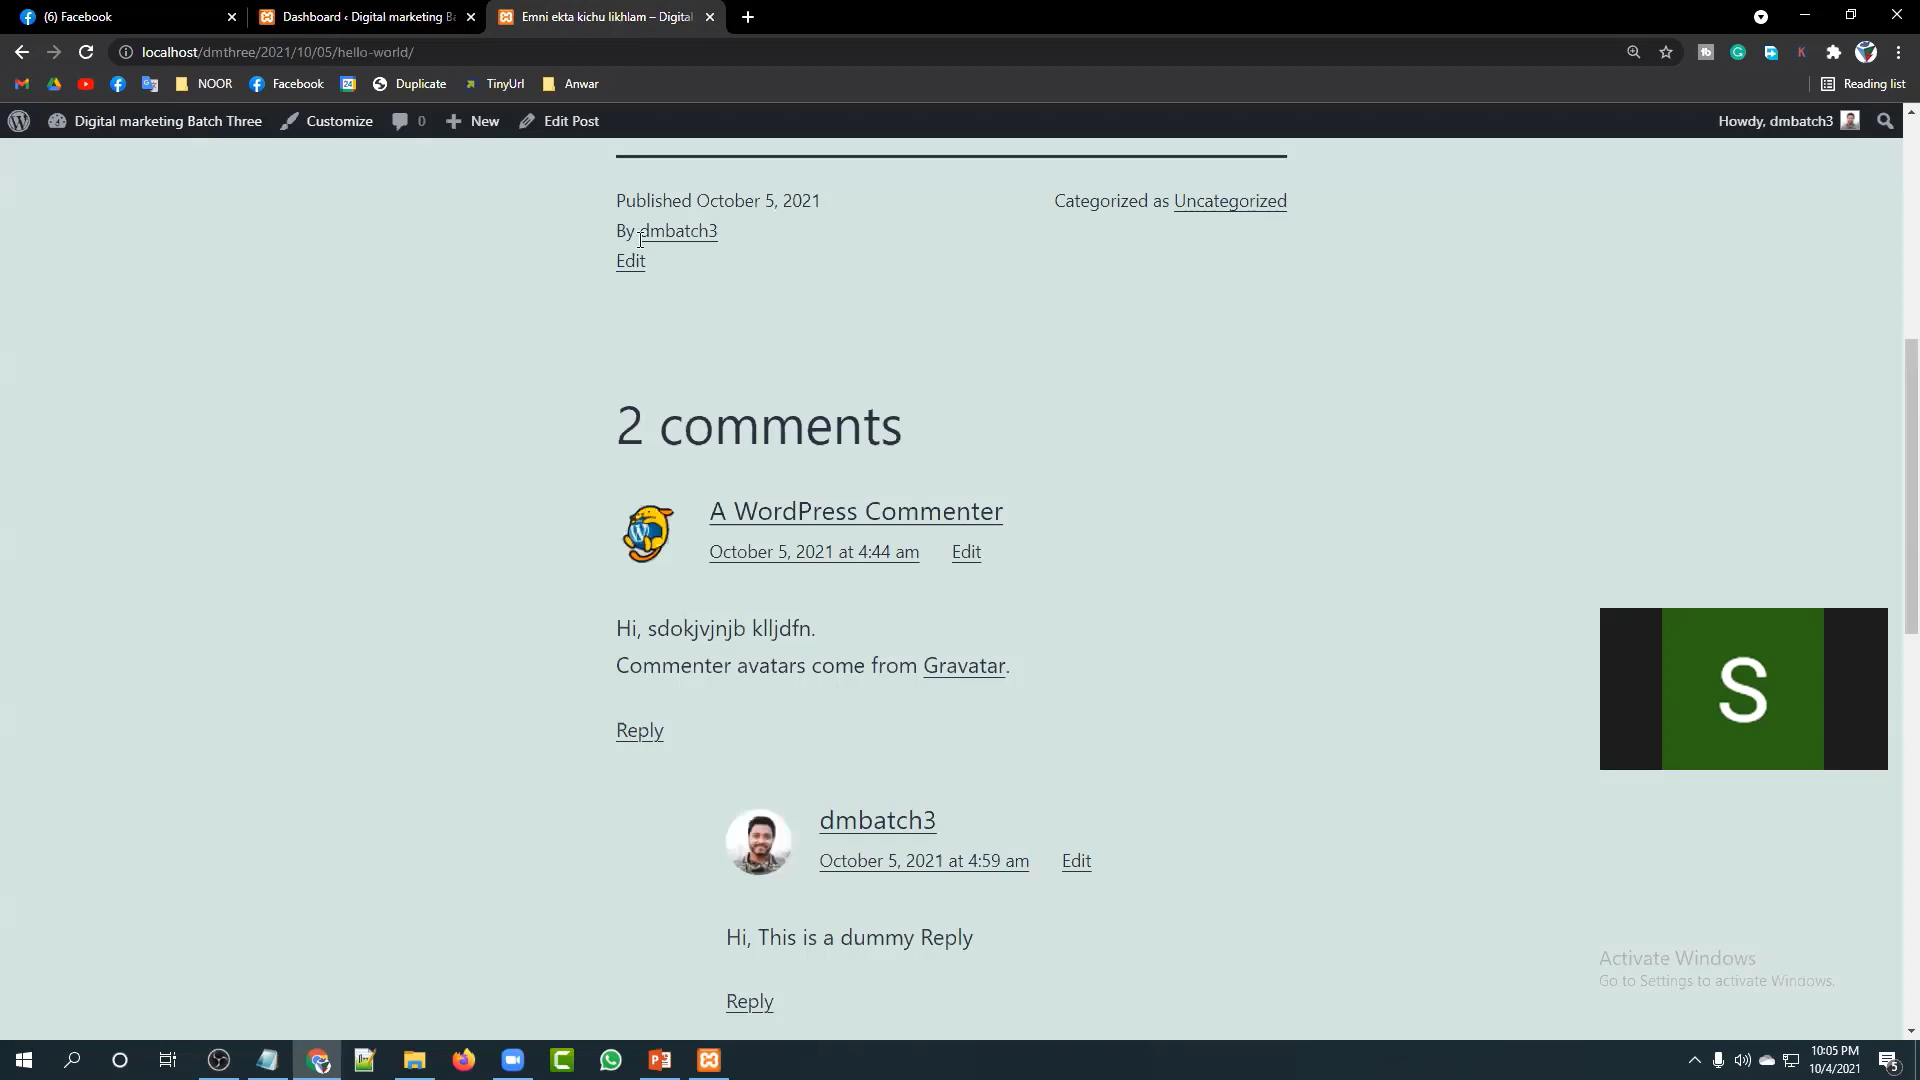 (6) Facebook
Dashboard ‹ Digital marketing Ba
Emni ekta kichu likhlam – Digital
localhost/dmthree/2021/10/05/hello-world/
NOOR
Facebook
24
Duplicate
TinyUrl
Anwar
Reading list
Digital marketing Batch Three
Customize
0
New
Edit Post
Howdy, dmbatch3
Published October 5, 2021
Categorized as Uncategorized
By dmbatch3
Edit
2 comments
A WordPress Commenter
October 5, 2021 at 4:44 am Edit
Hi, sdokjvjnjb klljdfn.
Commenter avatars come from Gravatar.
Reply
S
dmbatch3
October 5, 2021 at 4:59 am Edit
Hi, This is a dummy Reply
Reply
Activate Windows
Go to Settings to activate Windows.
10:05 PM
10/4/2021
5